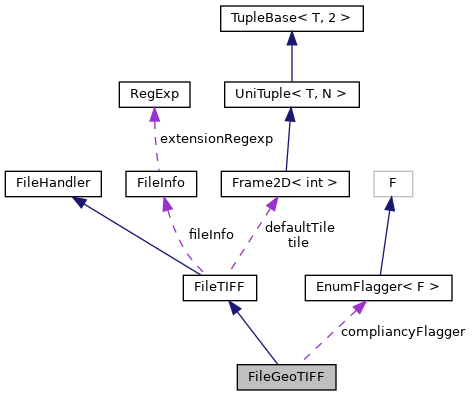 TupleBase< T, 2 >
RegExp
UniTuple< T, N >
extensionRegexp
FileHandler
FileInfo
Frame2D< int >
F
fileInfo
defaultTile
tile
FileTIFF
EnumFlagger< F >
compliancyFlagger
FileGeoTIFF